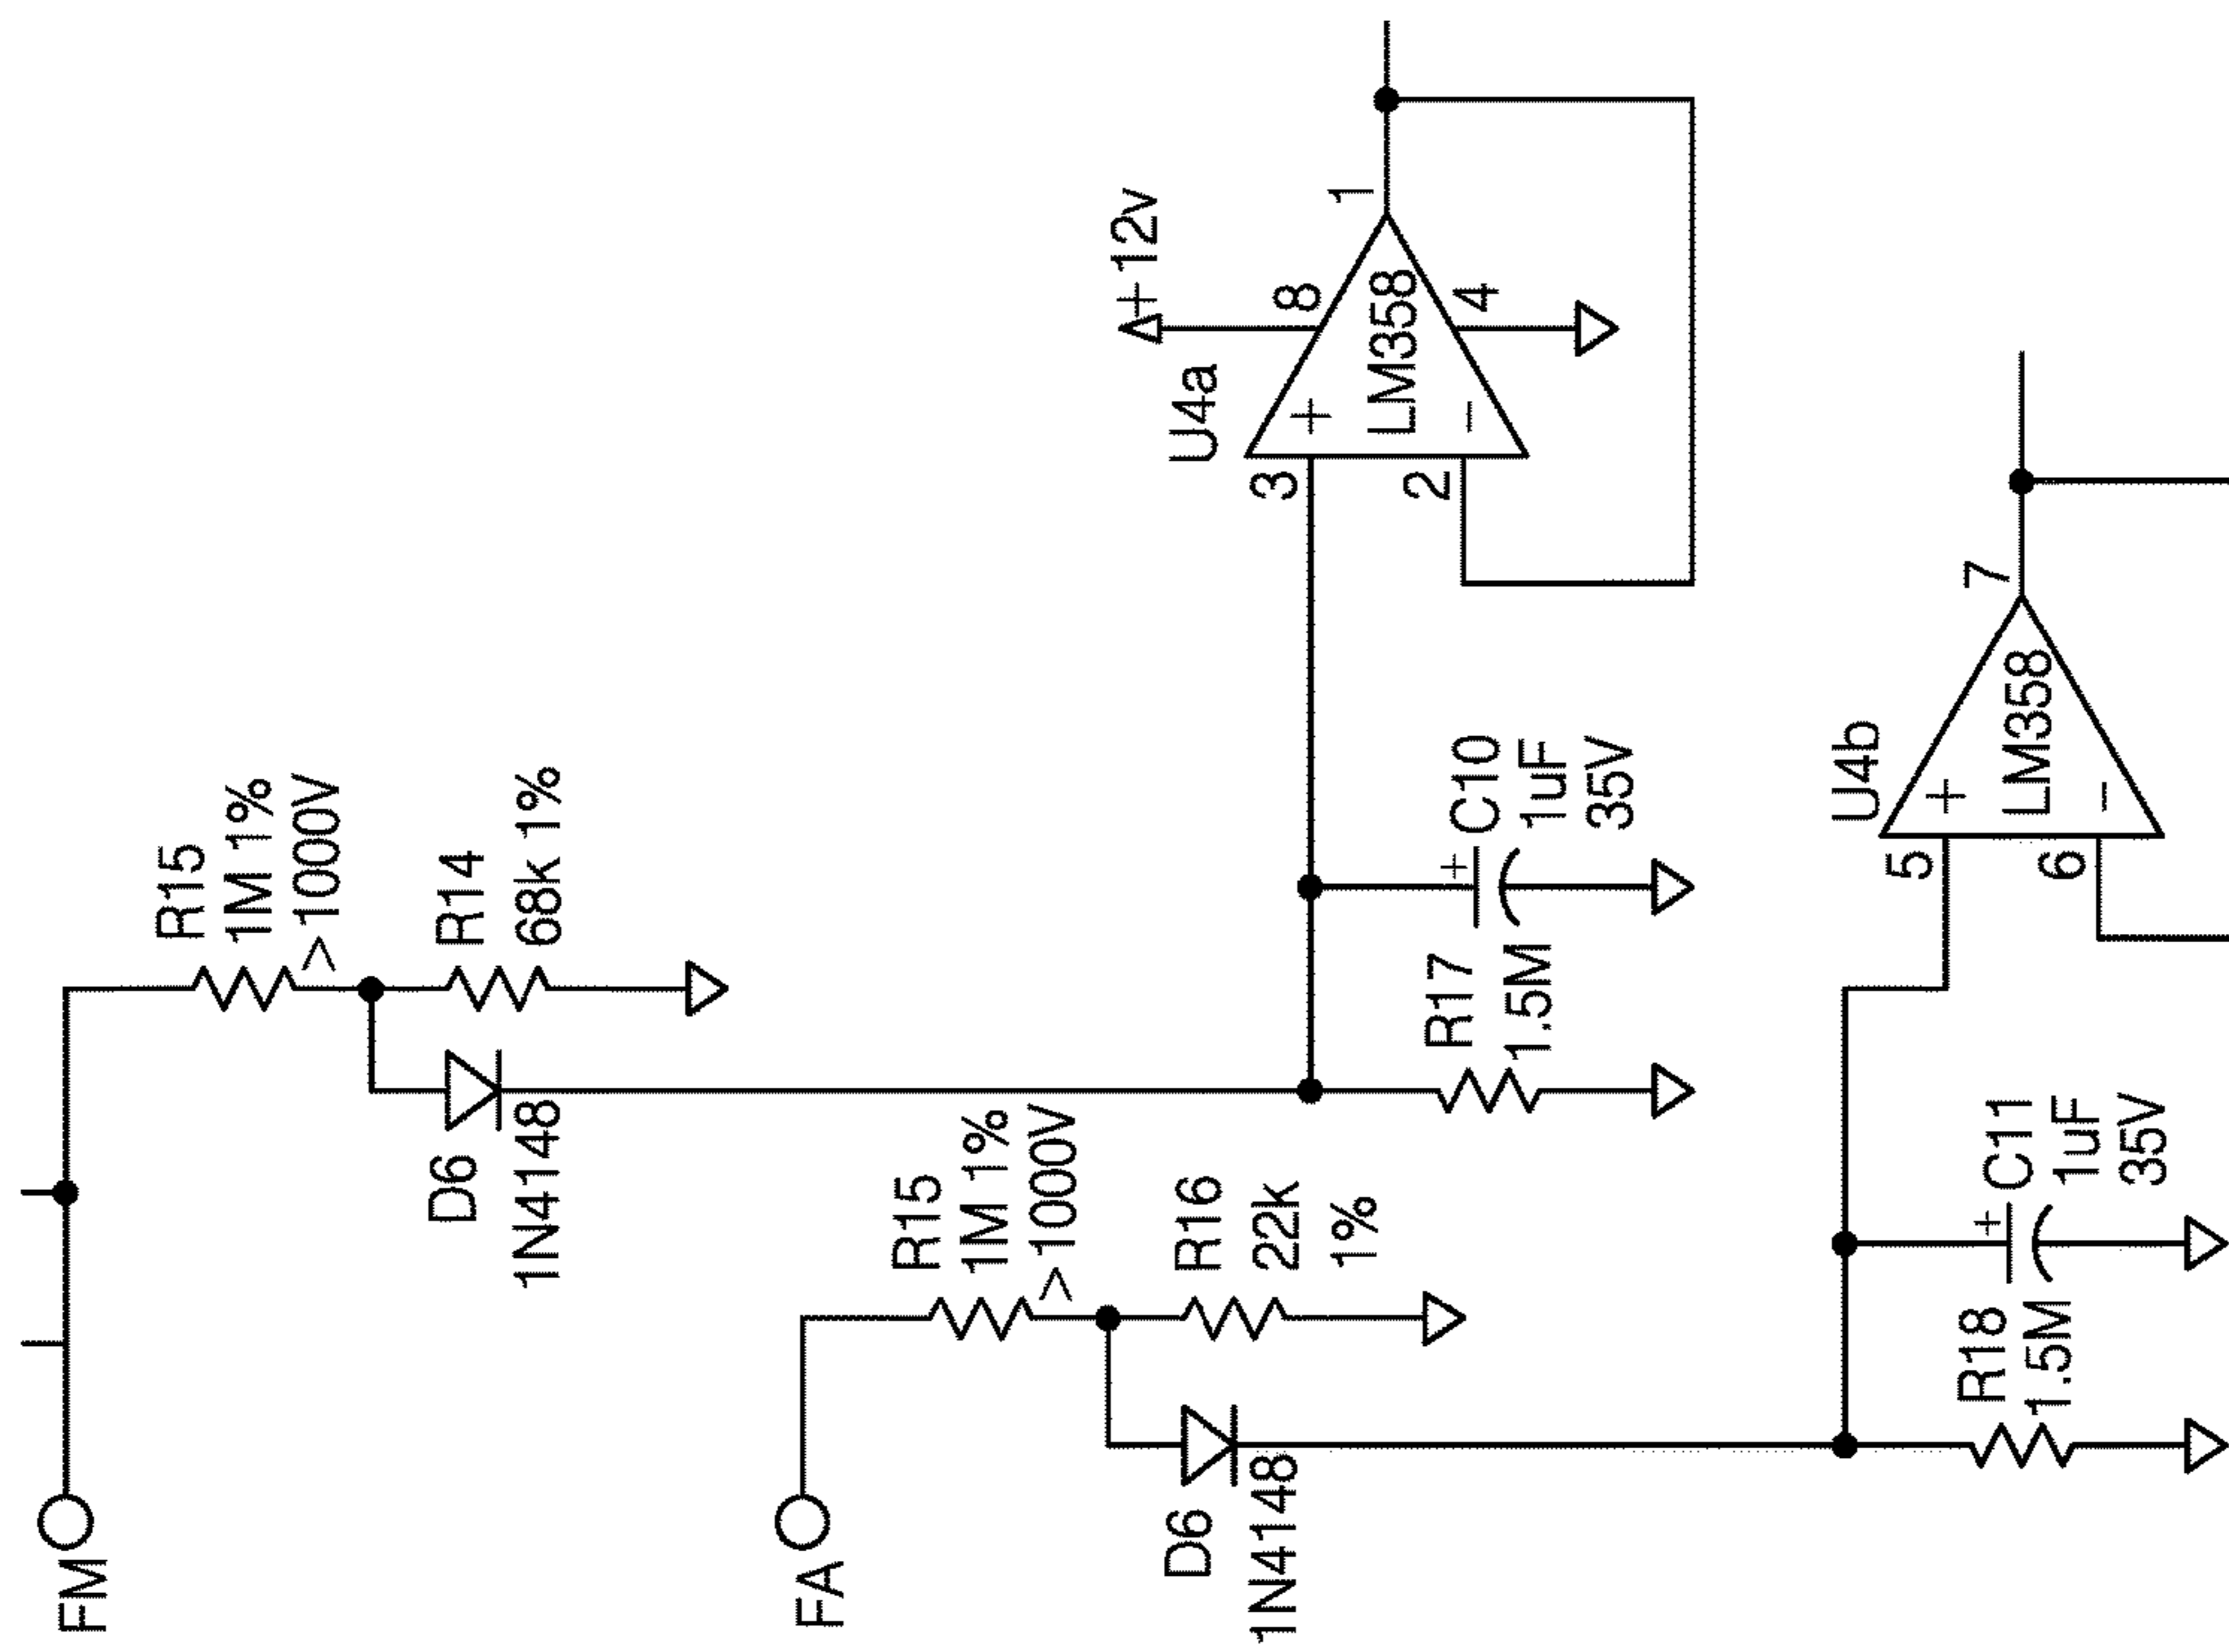 FM
R15
1M 1%
>1000V
R14
68k 1%
D6
1N4148
FA
R15
1M 1%
>1000V
R16
22k
1%
D6
1N4148
U4a
+12v
8
3
+
LM358
1
2
−
4
R17
1.5M
+
C10
1uF
35V
U4b
5
+
LM358
7
6
−
R18
1.5M
+
C11
1uF
35V